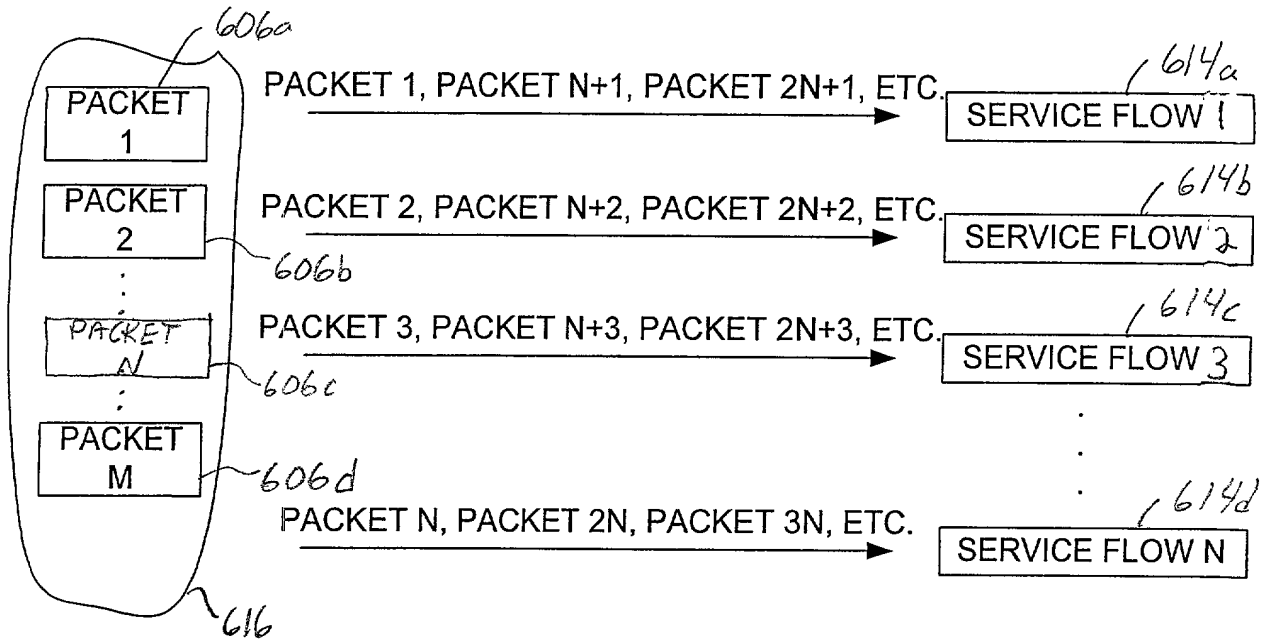 606a
PACKET
1
PACKET 1, PACKET N+1, PACKET 2N+1, ETC.
614a
SERVICE FLOW 1
PACKET
2
606b
PACKET 2, PACKET N+2, PACKET 2N+2, ETC.
614b
SERVICE FLOW 2
PACKET
N
606c
PACKET 3, PACKET N+3, PACKET 2N+3, ETC.
614c
SERVICE FLOW 3
PACKET
M
606d
PACKET N, PACKET 2N, PACKET 3N, ETC.
614d
SERVICE FLOW N
616